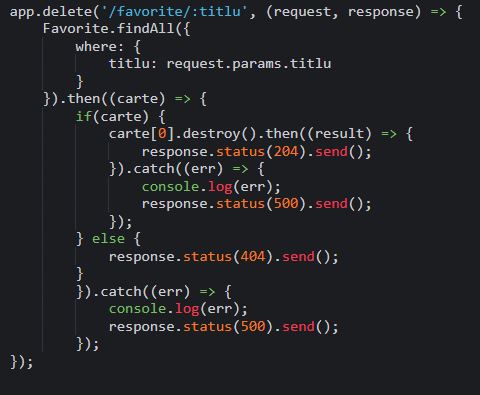 app.delete('/favorite/:titlu', (request, response) => {
    Favorite.findAll({
        where: {
            titlu: request.params.titlu
        }
    }).then((carte) => {
        if(carte) {
            carte[0].destroy().then((result) => {
                response.status(204).send();
            }).catch((err) => {
                console.log(err);
                response.status(500).send();
            });
        } else {
            response.status(404).send();
        }
        }).catch((err) => {
            console.log(err);
            response.status(500).send();
        });
});